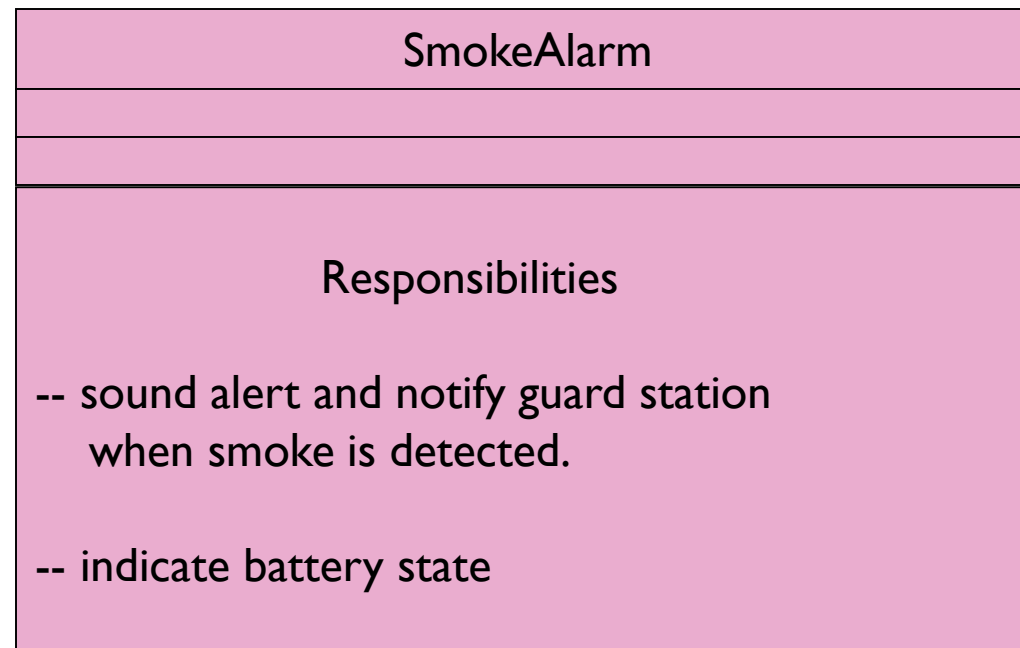 SmokeAlarm
Responsibilities
-- sound alert and notify guard station
when smoke is detected.
-- indicate battery state